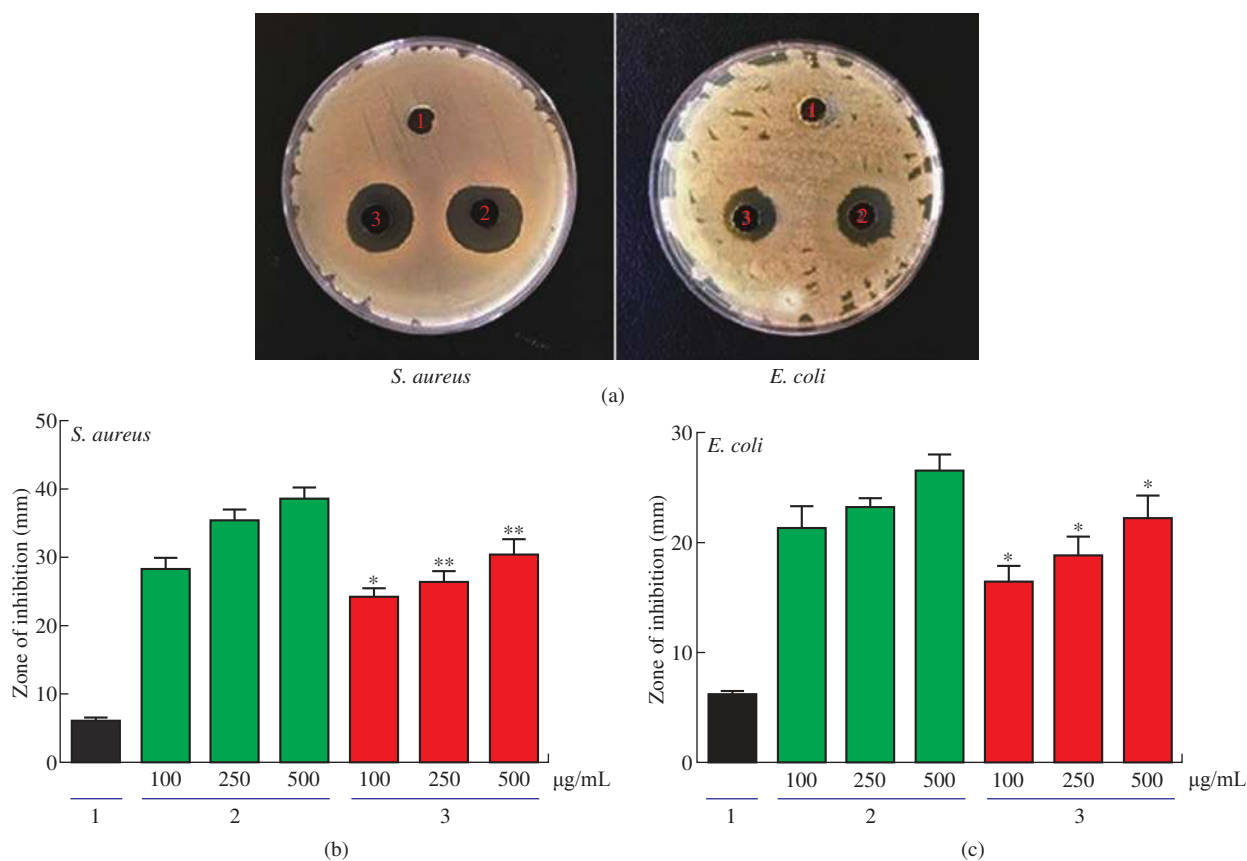 1
1
3
2
3
2
S. aureus
E. coli
(a)
S. aureus
Zone of inhibition (mm)
50
40
30
20
10
0
*
**
**
100 250 500 100 250 500 μg/mL
1 2 3
(b)
E. coli
Zone of inhibition (mm)
30
20
10
0
*
*
*
100 250 500 100 250 500 μg/mL
1 2 3
(c)